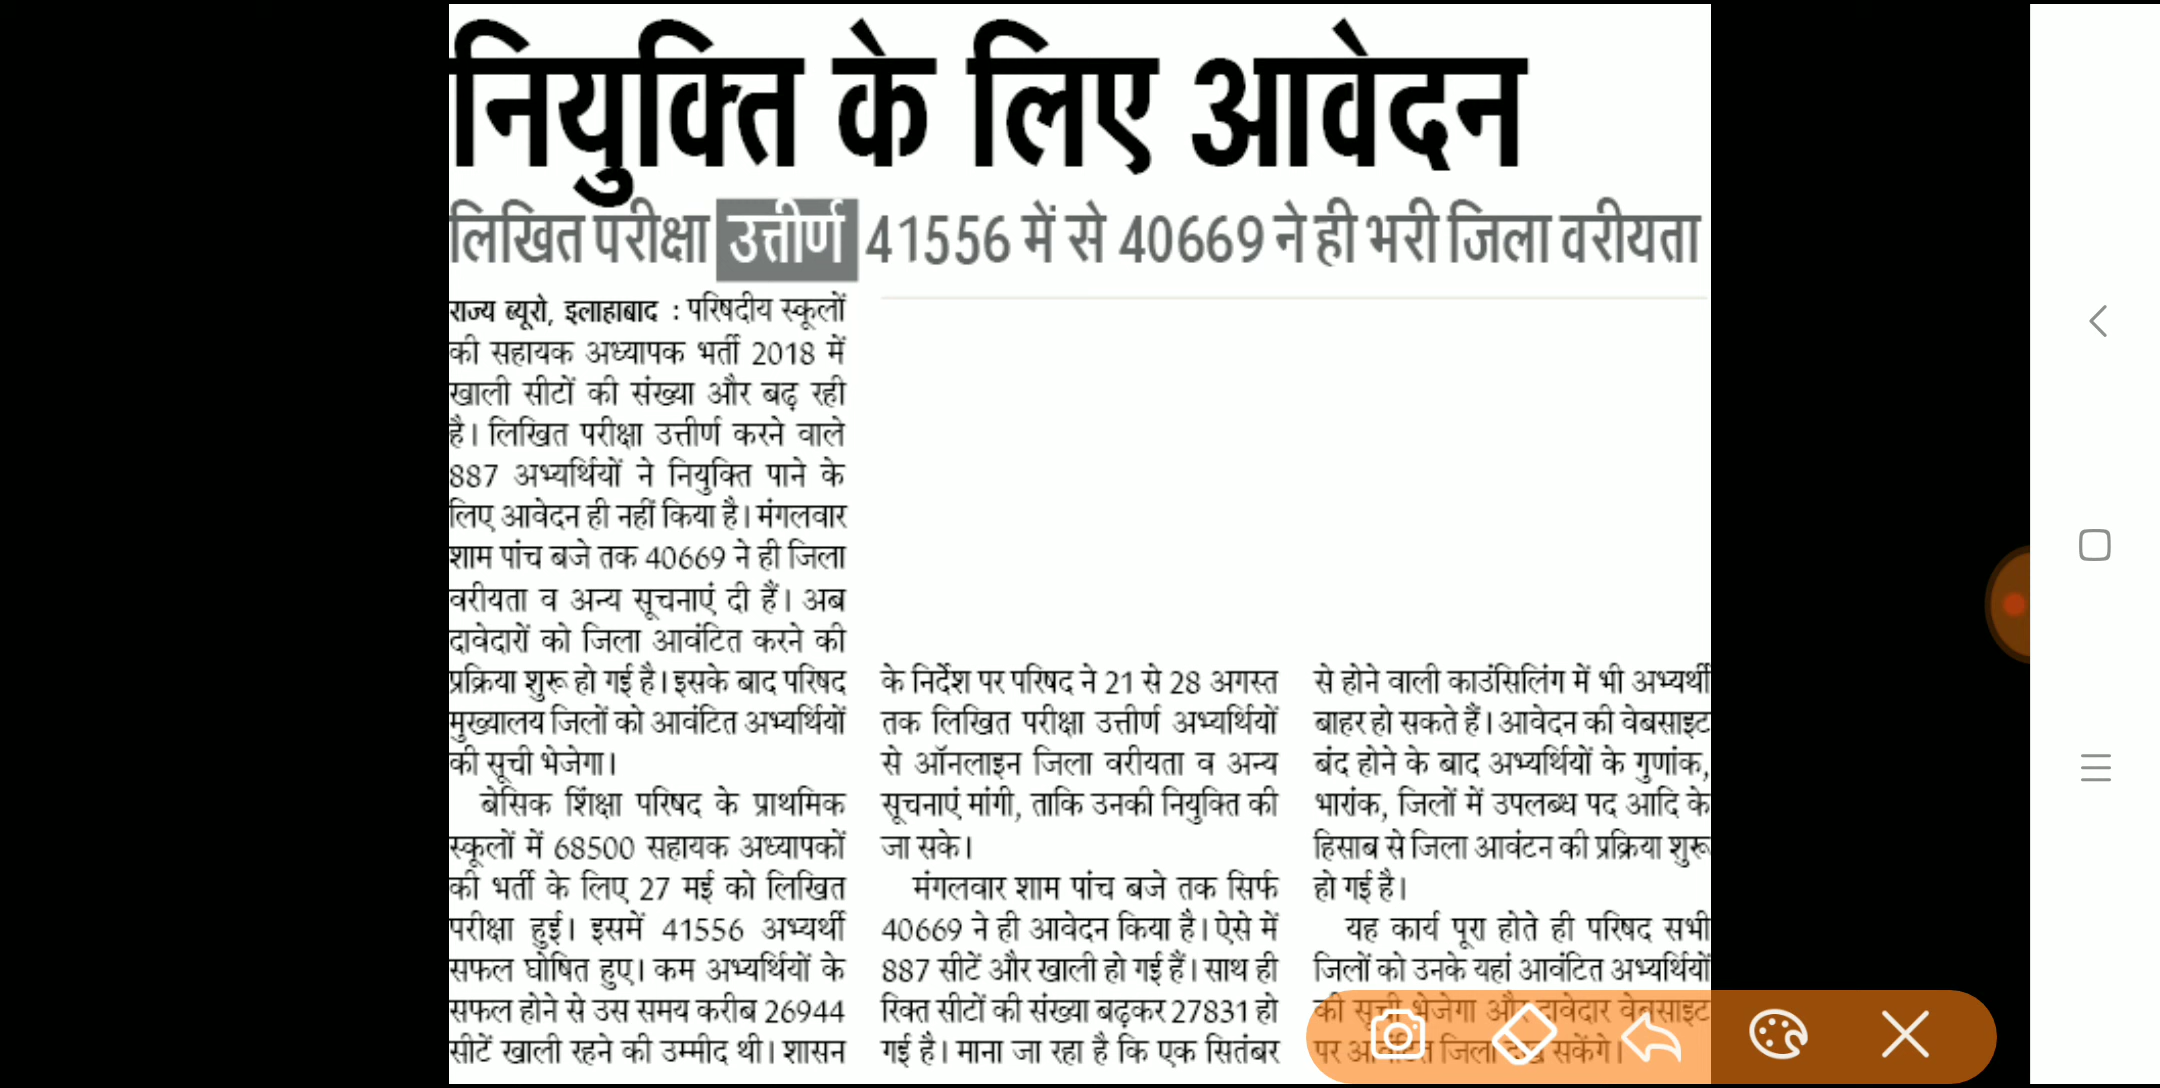 नियुक्ति के लिए आवेदन
लिखित परीक्षा उत्तीर्ण 41556 में से 40669 ने ही भरी जिला वरीयता
राज्य ब्यूरो, इलाहाबाद : परिषदीय स्कूलों
की सहायक अध्यापक भर्ती 2018 में
खाली सीटों की संख्या और बढ़ रही
है। लिखित परीक्षा उत्तीर्ण करने वाले
887 अभ्यर्थियों ने नियुक्ति पाने के
लिए आवेदन ही नहीं किया है। मंगलवार
शाम पांच बजे तक 40669 ने ही जिला
वरीयता व अन्य सूचनाएं दी हैं। अब
दावेदारों को जिला आवंटित करने की
प्रक्रिया शुरू हो गई है। इसके बाद परिषद
मुख्यालय जिलों को आवंटित अभ्यर्थियों
की सूची भेजेगा।
बेसिक शिक्षा परिषद के प्राथमिक
स्कूलों में 68500 सहायक अध्यापकों
की भर्ती के लिए 27 मई को लिखित
परीक्षा हुई। इसमें 41556 अभ्यर्थी
सफल घोषित हुए। कम अभ्यर्थियों के
सफल होने से उस समय करीब 26944
सीटें खाली रहने की उम्मीद थी। शासन
के निर्देश पर परिषद ने 21 से 28 अगस्त
तक लिखित परीक्षा उत्तीर्ण अभ्यर्थियों
से ऑनलाइन जिला वरीयता व अन्य
सूचनाएं मांगी, ताकि उनकी नियुक्ति की
जा सके।
मंगलवार शाम पांच बजे तक सिर्फ
40669 ने ही आवेदन किया है। ऐसे में
887 सीटें और खाली हो गई हैं। साथ ही
रिक्त सीटों की संख्या बढ़कर 27831 हो
गई है। माना जा रहा है कि एक सितंबर
से होने वाली काउंसिलिंग में भी अभ्यर्थी
बाहर हो सकते हैं। आवेदन की वेबसाइट
बंद होने के बाद अभ्यर्थियों के गुणांक,
भारांक, जिलों में उपलब्ध पद आदि के
हिसाब से जिला आवंटन की प्रक्रिया शुरू
हो गई है।
यह कार्य पूरा होते ही परिषद सभी
जिलों को उनके यहां आवंटित अभ्यर्थियों
की सूची भेजेगा और दावेदार वेबसाइट
पर आवंटित जिला देख सकेंगे।